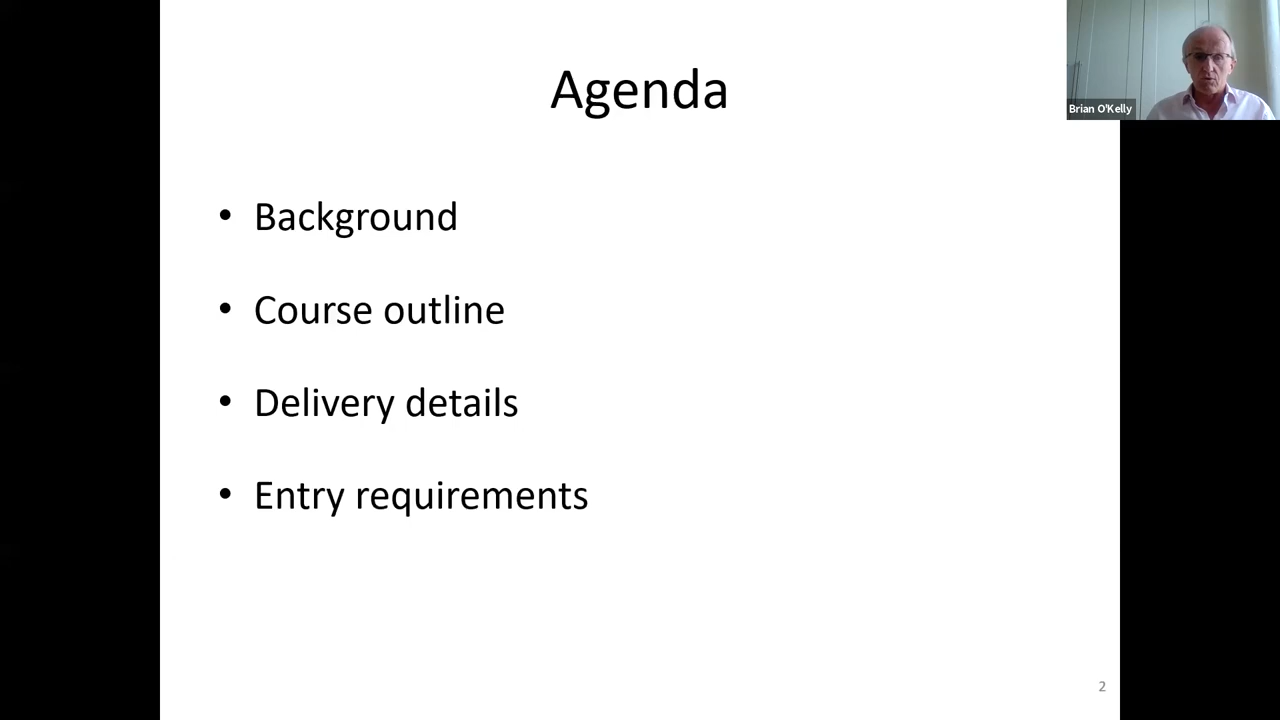 Agenda
Brian O'Kelly
• Background
• Course outline
• Delivery details
• Entry requirements
2